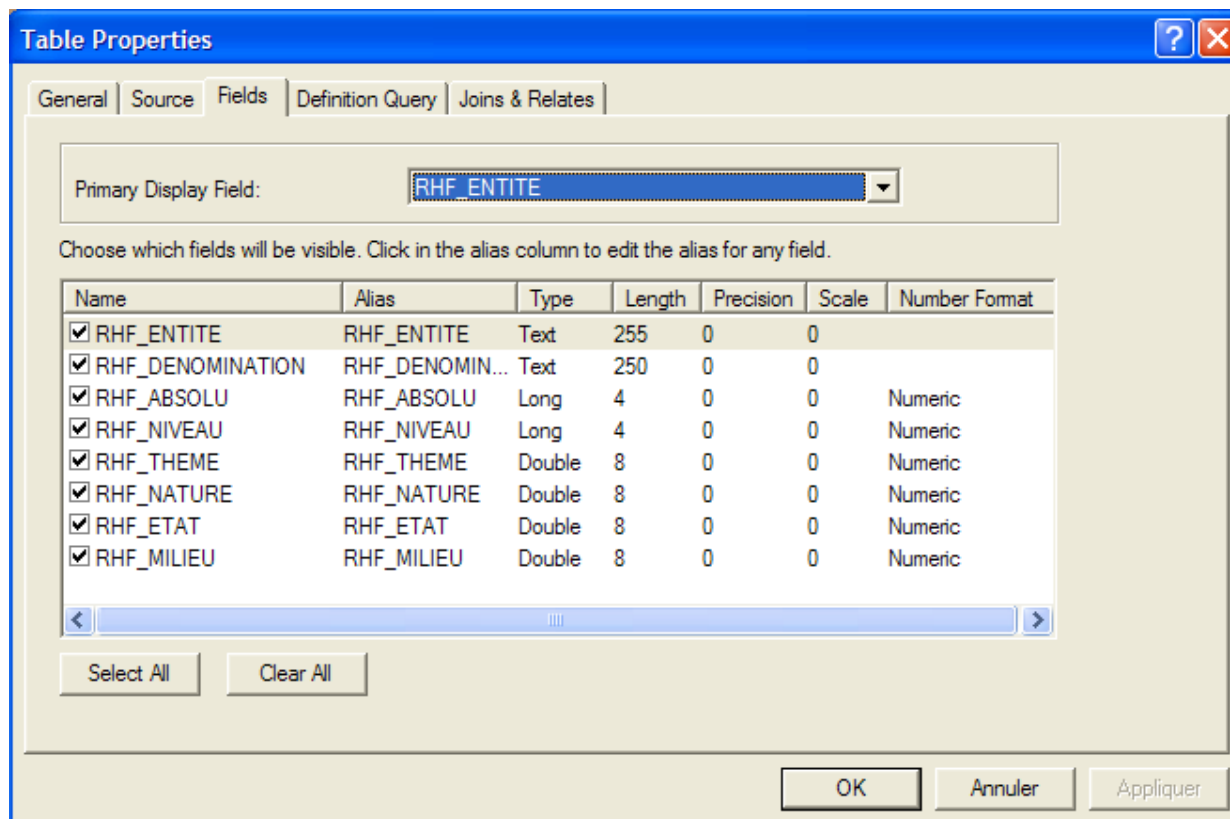 Table Properties
General Source Fields Definition Query Joins & Relates
Primary Display Field: RHF_ENTITE
Choose which fields will be visible. Click in the alias column to edit the alias for any field.
Name Alias Type Length Precision Scale Number Format
RHF_ENTITE RHF_ENTITE Text 255 0 0
RHF_DENOMINATION RHF_DENOMIN... Text 250 0 0
RHF_ABSOLU RHF_ABSOLU Long 4 0 0 Numeric
RHF_NIVEAU RHF_NIVEAU Long 4 0 0 Numeric
RHF_THEME RHF_THEME Double 8 0 0 Numeric
RHF_NATURE RHF_NATURE Double 8 0 0 Numeric
RHF_ETAT RHF_ETAT Double 8 0 0 Numeric
RHF_MILIEU RHF_MILIEU Double 8 0 0 Numeric
Select All Clear All
OK Annuler Appliquer